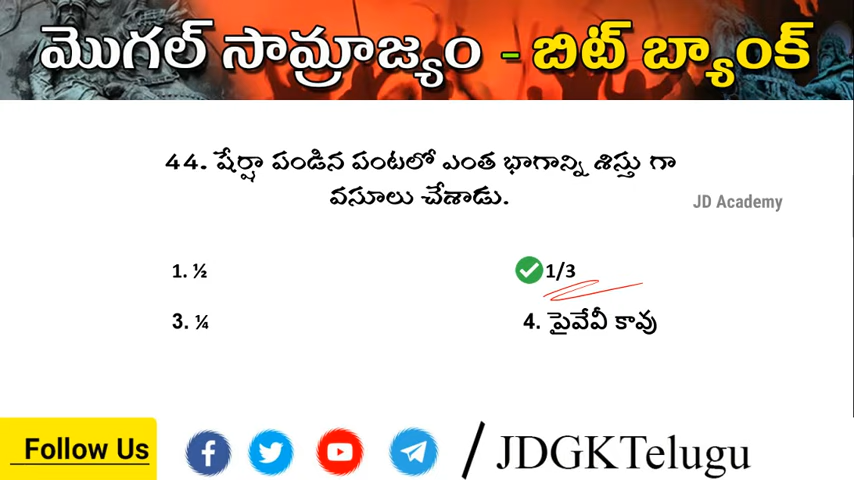 మొగల్ సామ్రాజ్యం - బిట్ బ్యాంక్
44. షేర్షా పండిన పంటలో ఎంత భాగాన్ని శిస్తు గా
వసూలు చేశాడు.
JD Academy
1. ½
1/3
3. ¼
4. పైవేవీ కావు
Follow Us
/ JDGKTelugu